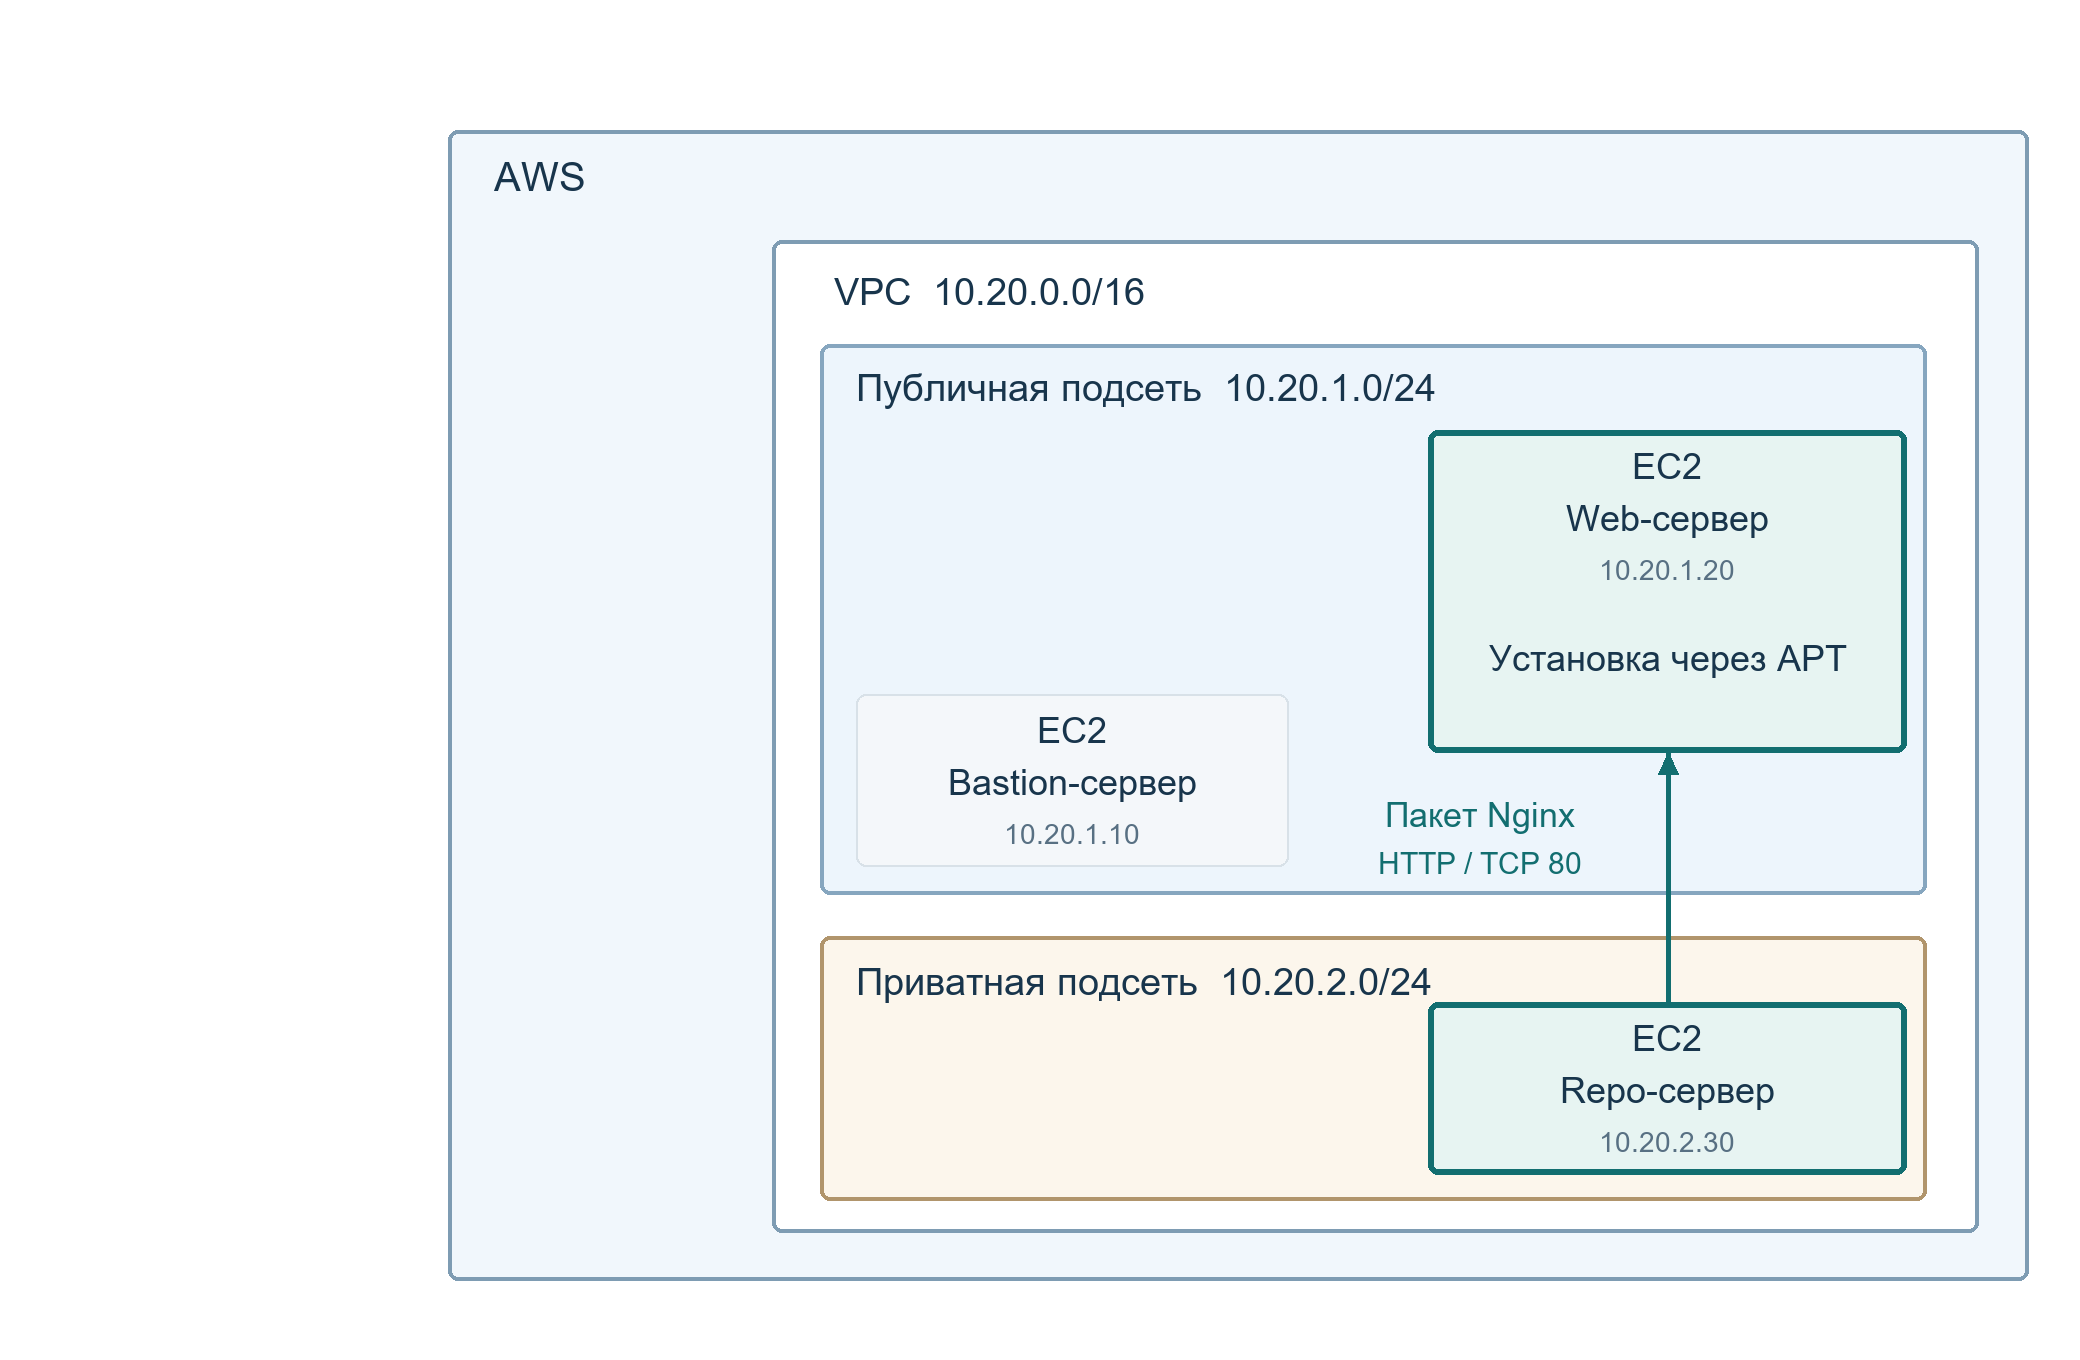 AWS
VPC  10.20.0.0/16
Публичная подсеть  10.20.1.0/24
EC2
Web-сервер
10.20.1.20
Установка через APT
EC2
Bastion-сервер
10.20.1.10
Пакет Nginx
HTTP / TCP 80
Приватная подсеть  10.20.2.0/24
EC2
Repo-сервер
10.20.2.30